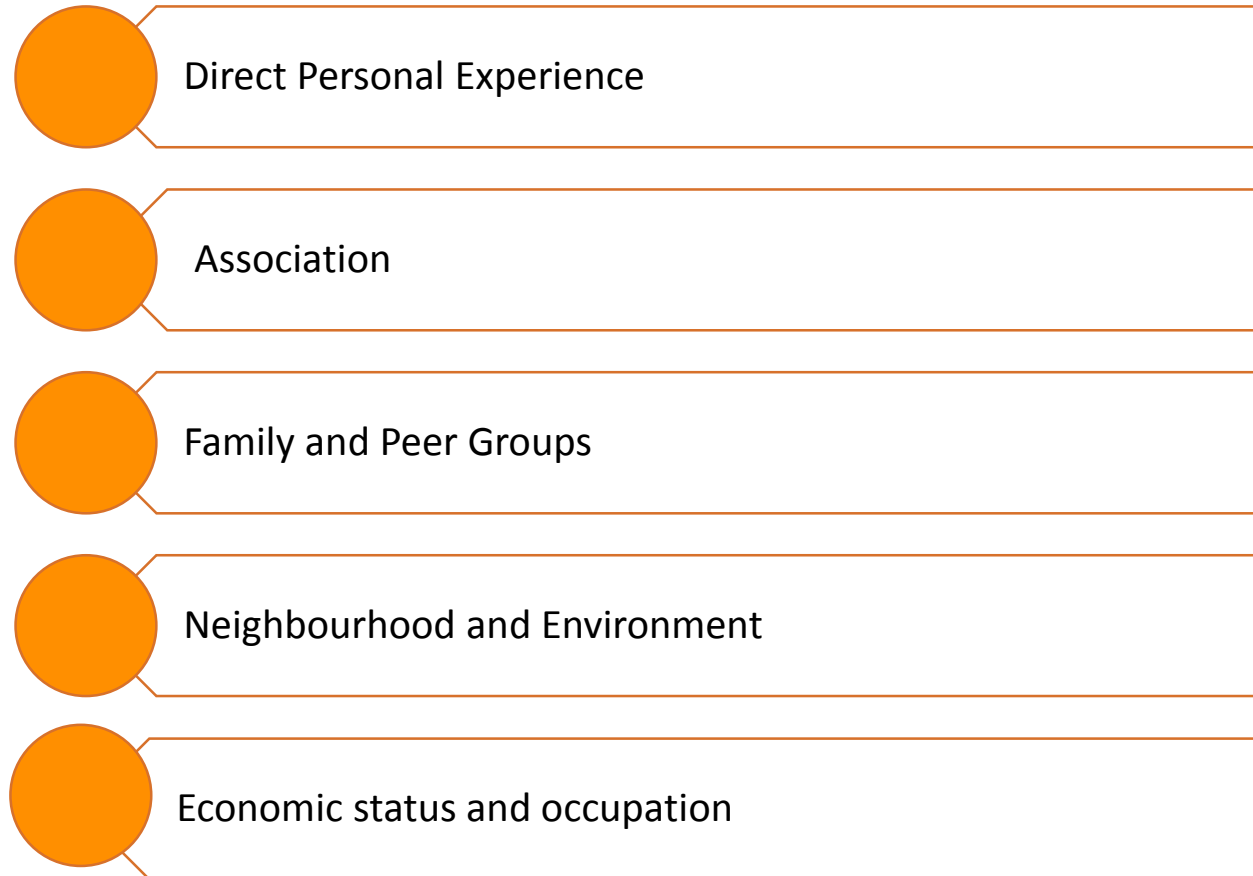 Direct Personal Experience
Association
Family and Peer Groups
Neighbourhood and Environment
Economic status and occupation